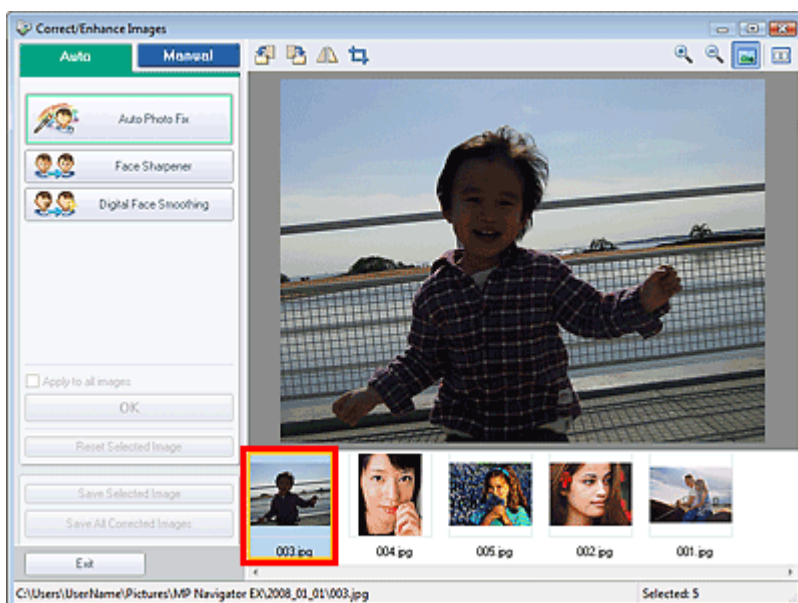 Correct/Enhance Images
Auto
Manual
Auto Photo Fix
Face Sharpener
Digital Face Smoothing
Apply to all images
OK
Reset Selected Image
Save Selected Image
Save All Corrected Images
Exit
003.jpg
004.jpg
005.jpg
002.jpg
001.jpg
C:\Users\UserName\Pictures\MP Navigator EX\2008_01_01\003.jpg
Selected: 5